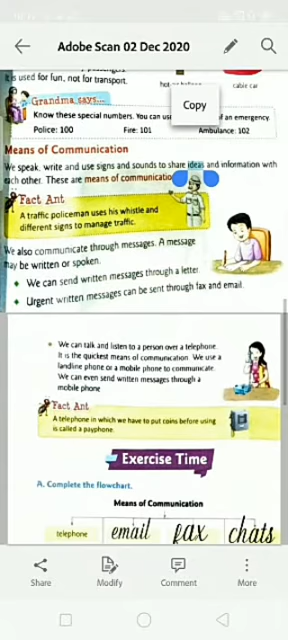 Adobe Scan 02 Dec 2020
It is used for fun, not for transport.
cable car
Grandma says...
Copy
Know these special numbers. You can us of an emergency.
Police: 100 Fire: 101 Ambulance: 102
Means of Communication
We speak, write and use signs and sounds to share ideas and information with
each other. These are means of communicatio
Fact Ant
A traffic policeman uses his whistle and
different signs to manage traffic.
We also communicate through messages. A message
may be written or spoken.
We can send written messages through a letter.
Urgent written messages can be sent through fax and email.
We can talk and listen to a person over a telephone.
It is the quickest means of communication. We use a
landline phone or a mobile phone to communicate.
We can even send written messages through a
mobile phone
Fact Ant
A telephone in which we have to put coins before using
is called a payphone.
Exercise Time
A. Complete the flowchart.
Means of Communication
telephone email fax chats
Share Modify Comment More